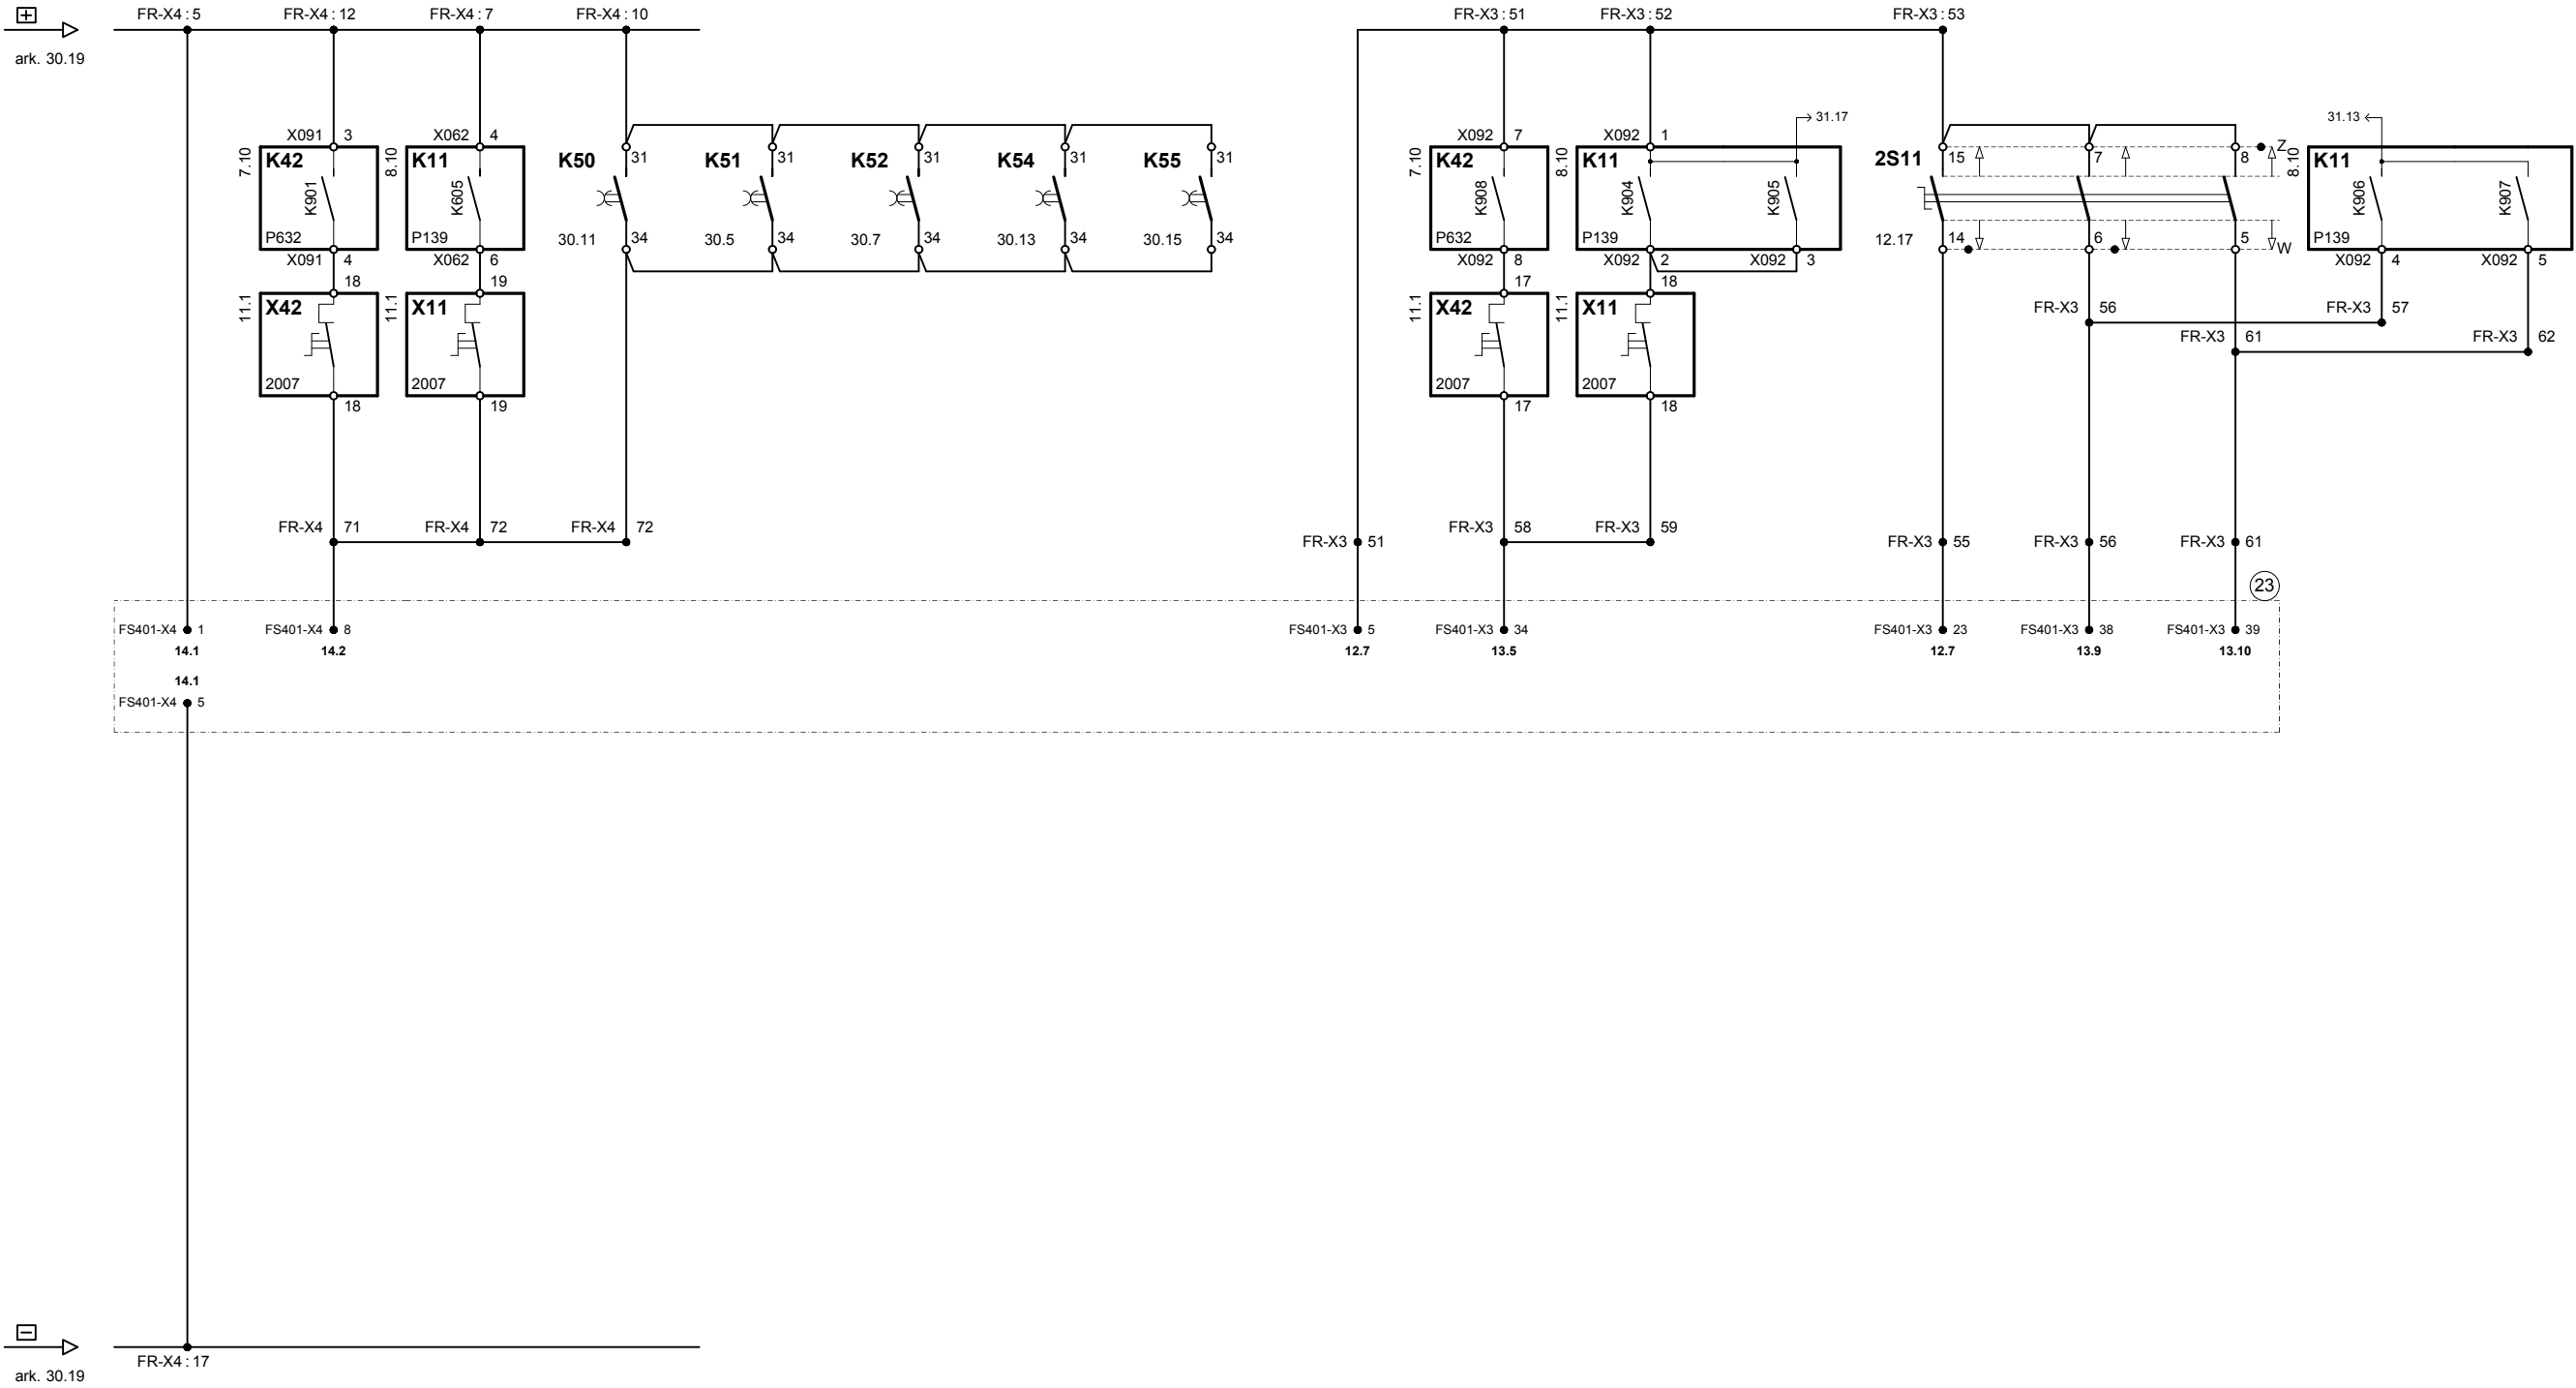 + FR-X4 : 5 FR-X4 : 12 FR-X4 : 7 FR-X4 : 10 FR-X3 : 51 FR-X3 : 52 FR-X3 : 53
ark. 30.19
31.17 31.13
X091 3 X062 4 X092 7 X092 1
7.10 K42 8.10 K11 K50 31 K51 31 K52 31 K54 31 K55 31 7.10 K42 8.10 K11 2S11 15 7 8 Z 8.10 K11
K901 K605 K908 K904 K905 K906 K907
P632 P139 30.11 34 30.5 34 30.7 34 30.13 34 30.15 34 P632 P139 12.17 14 6 5 W P139
X091 4 X062 6 X092 8 X092 2 X092 3 X092 4 X092 5
18 19 17 18
11.1 X42 11.1 X11 11.1 X42 11.1 X11 FR-X3 56 FR-X3 57
FR-X3 61 FR-X3 62
2007 2007 2007 2007
18 19 17 18
FR-X4 71 FR-X4 72 FR-X4 72 FR-X3 58 FR-X3 59
FR-X3 51 FR-X3 55 FR-X3 56 FR-X3 61
23
FS401-X4 1 FS401-X4 8 FS401-X3 5 FS401-X3 34 FS401-X3 23 FS401-X3 38 FS401-X3 39
14.1 14.2 12.7 13.5 12.7 13.9 13.10
14.1
FS401-X4 5
−
FR-X4 : 17
ark. 30.19